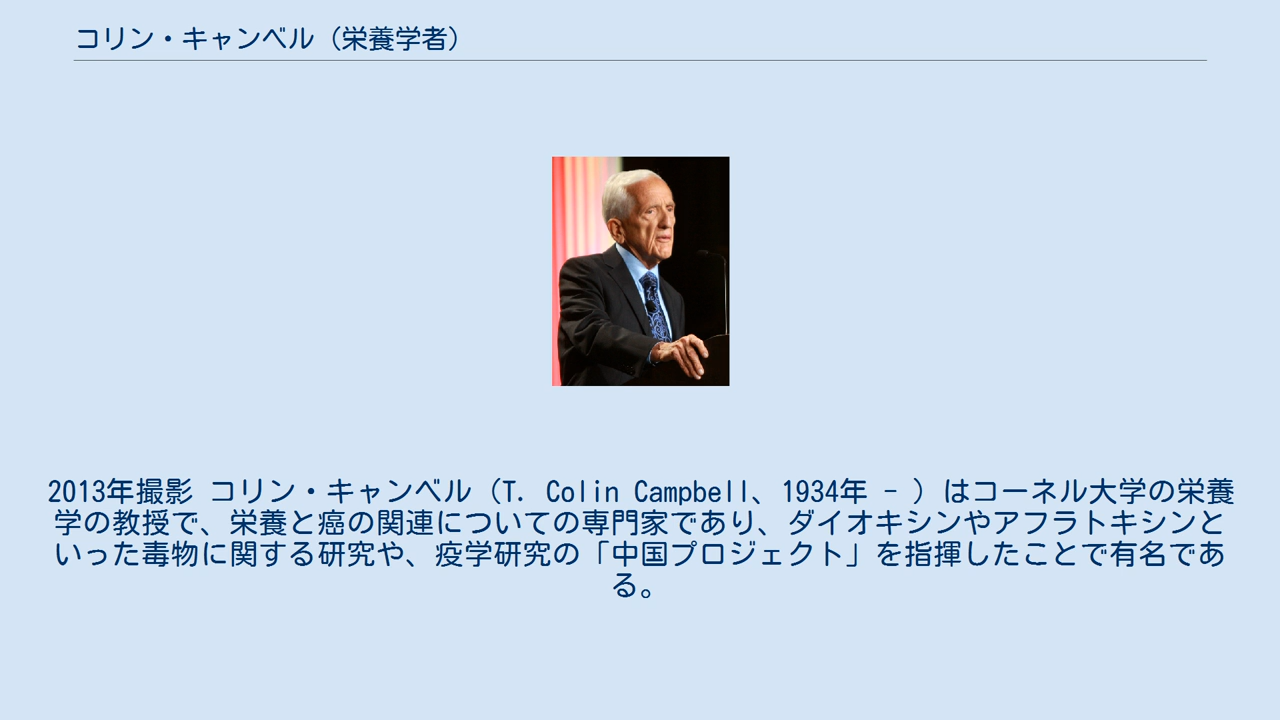 コリン・キャンベル（栄養学者）
2013年撮影 コリン・キャンベル（T. Colin Campbell、1934年 - ）はコーネル大学の栄養
学の教授で、栄養と癌の関連についての専門家であり、ダイオキシンやアフラトキシンと
いった毒物に関する研究や、疫学研究の「中国プロジェクト」を指揮したことで有名であ
る。